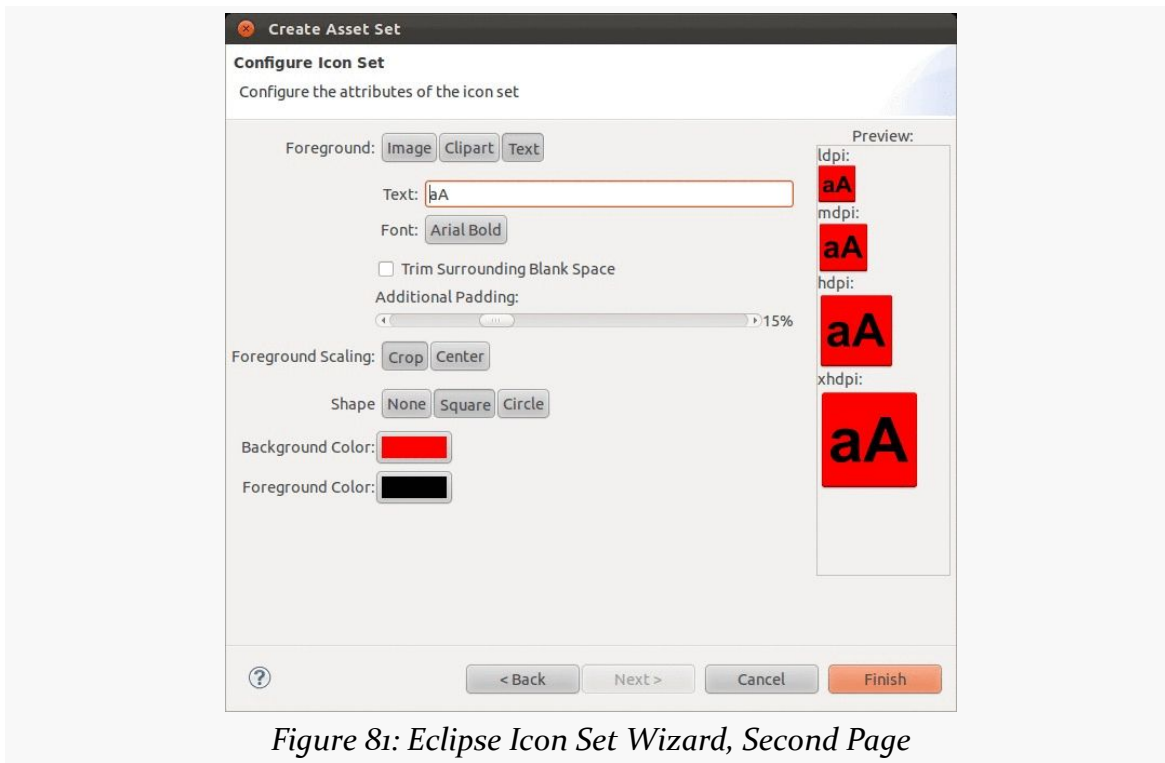 Create Asset Set
Configure Icon Set
Configure the attributes of the icon set
Foreground: Image Clipart Text
Text: aA
Font: Arial Bold
Trim Surrounding Blank Space
Additional Padding:
15%
Foreground Scaling: Crop Center
Shape None Square Circle
Background Color:
Foreground Color:
Preview:
ldpi:
aA
mdpi:
aA
hdpi:
aA
xhdpi:
aA
? < Back Next > Cancel Finish
Figure 81: Eclipse Icon Set Wizard, Second Page